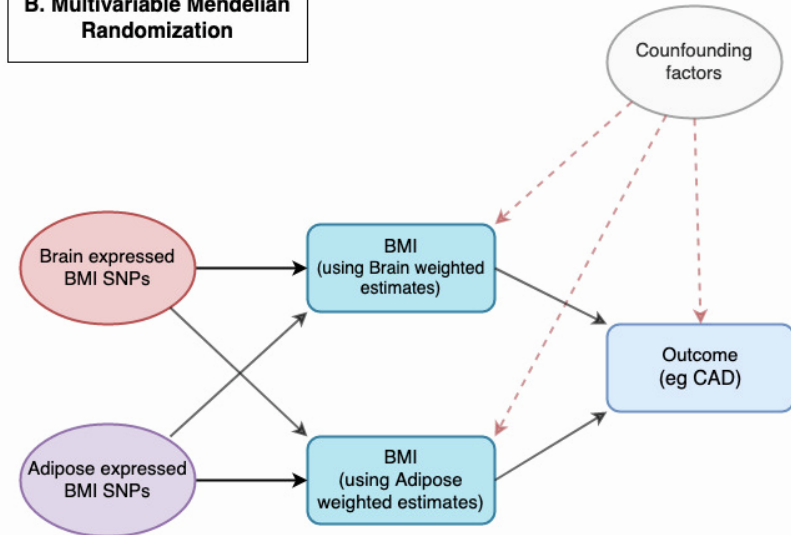 B. Multivariable Mendelian
Randomization
Counfounding
factors
Brain expressed
BMI SNPs
BMI
(using Brain weighted
estimates)
Outcome
(eg CAD)
Adipose expressed
BMI SNPs
BMI
(using Adipose
weighted estimates)